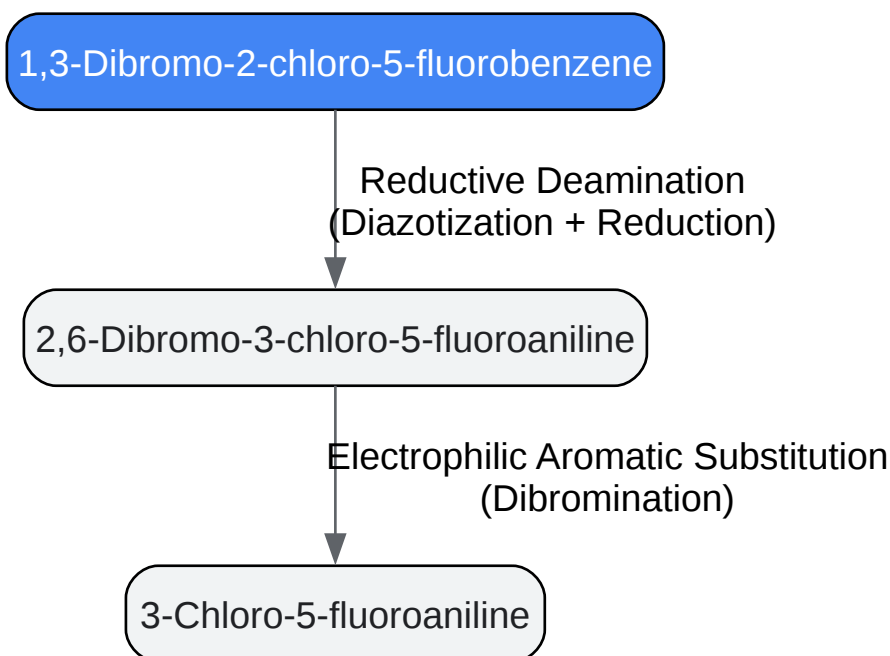 1,3-Dibromo-2-chloro-5-fluorobenzene
Reductive Deamination
(Diazotization + Reduction)
2,6-Dibromo-3-chloro-5-fluoroaniline
Electrophilic Aromatic Substitution
(Dibromination)
3-Chloro-5-fluoroaniline